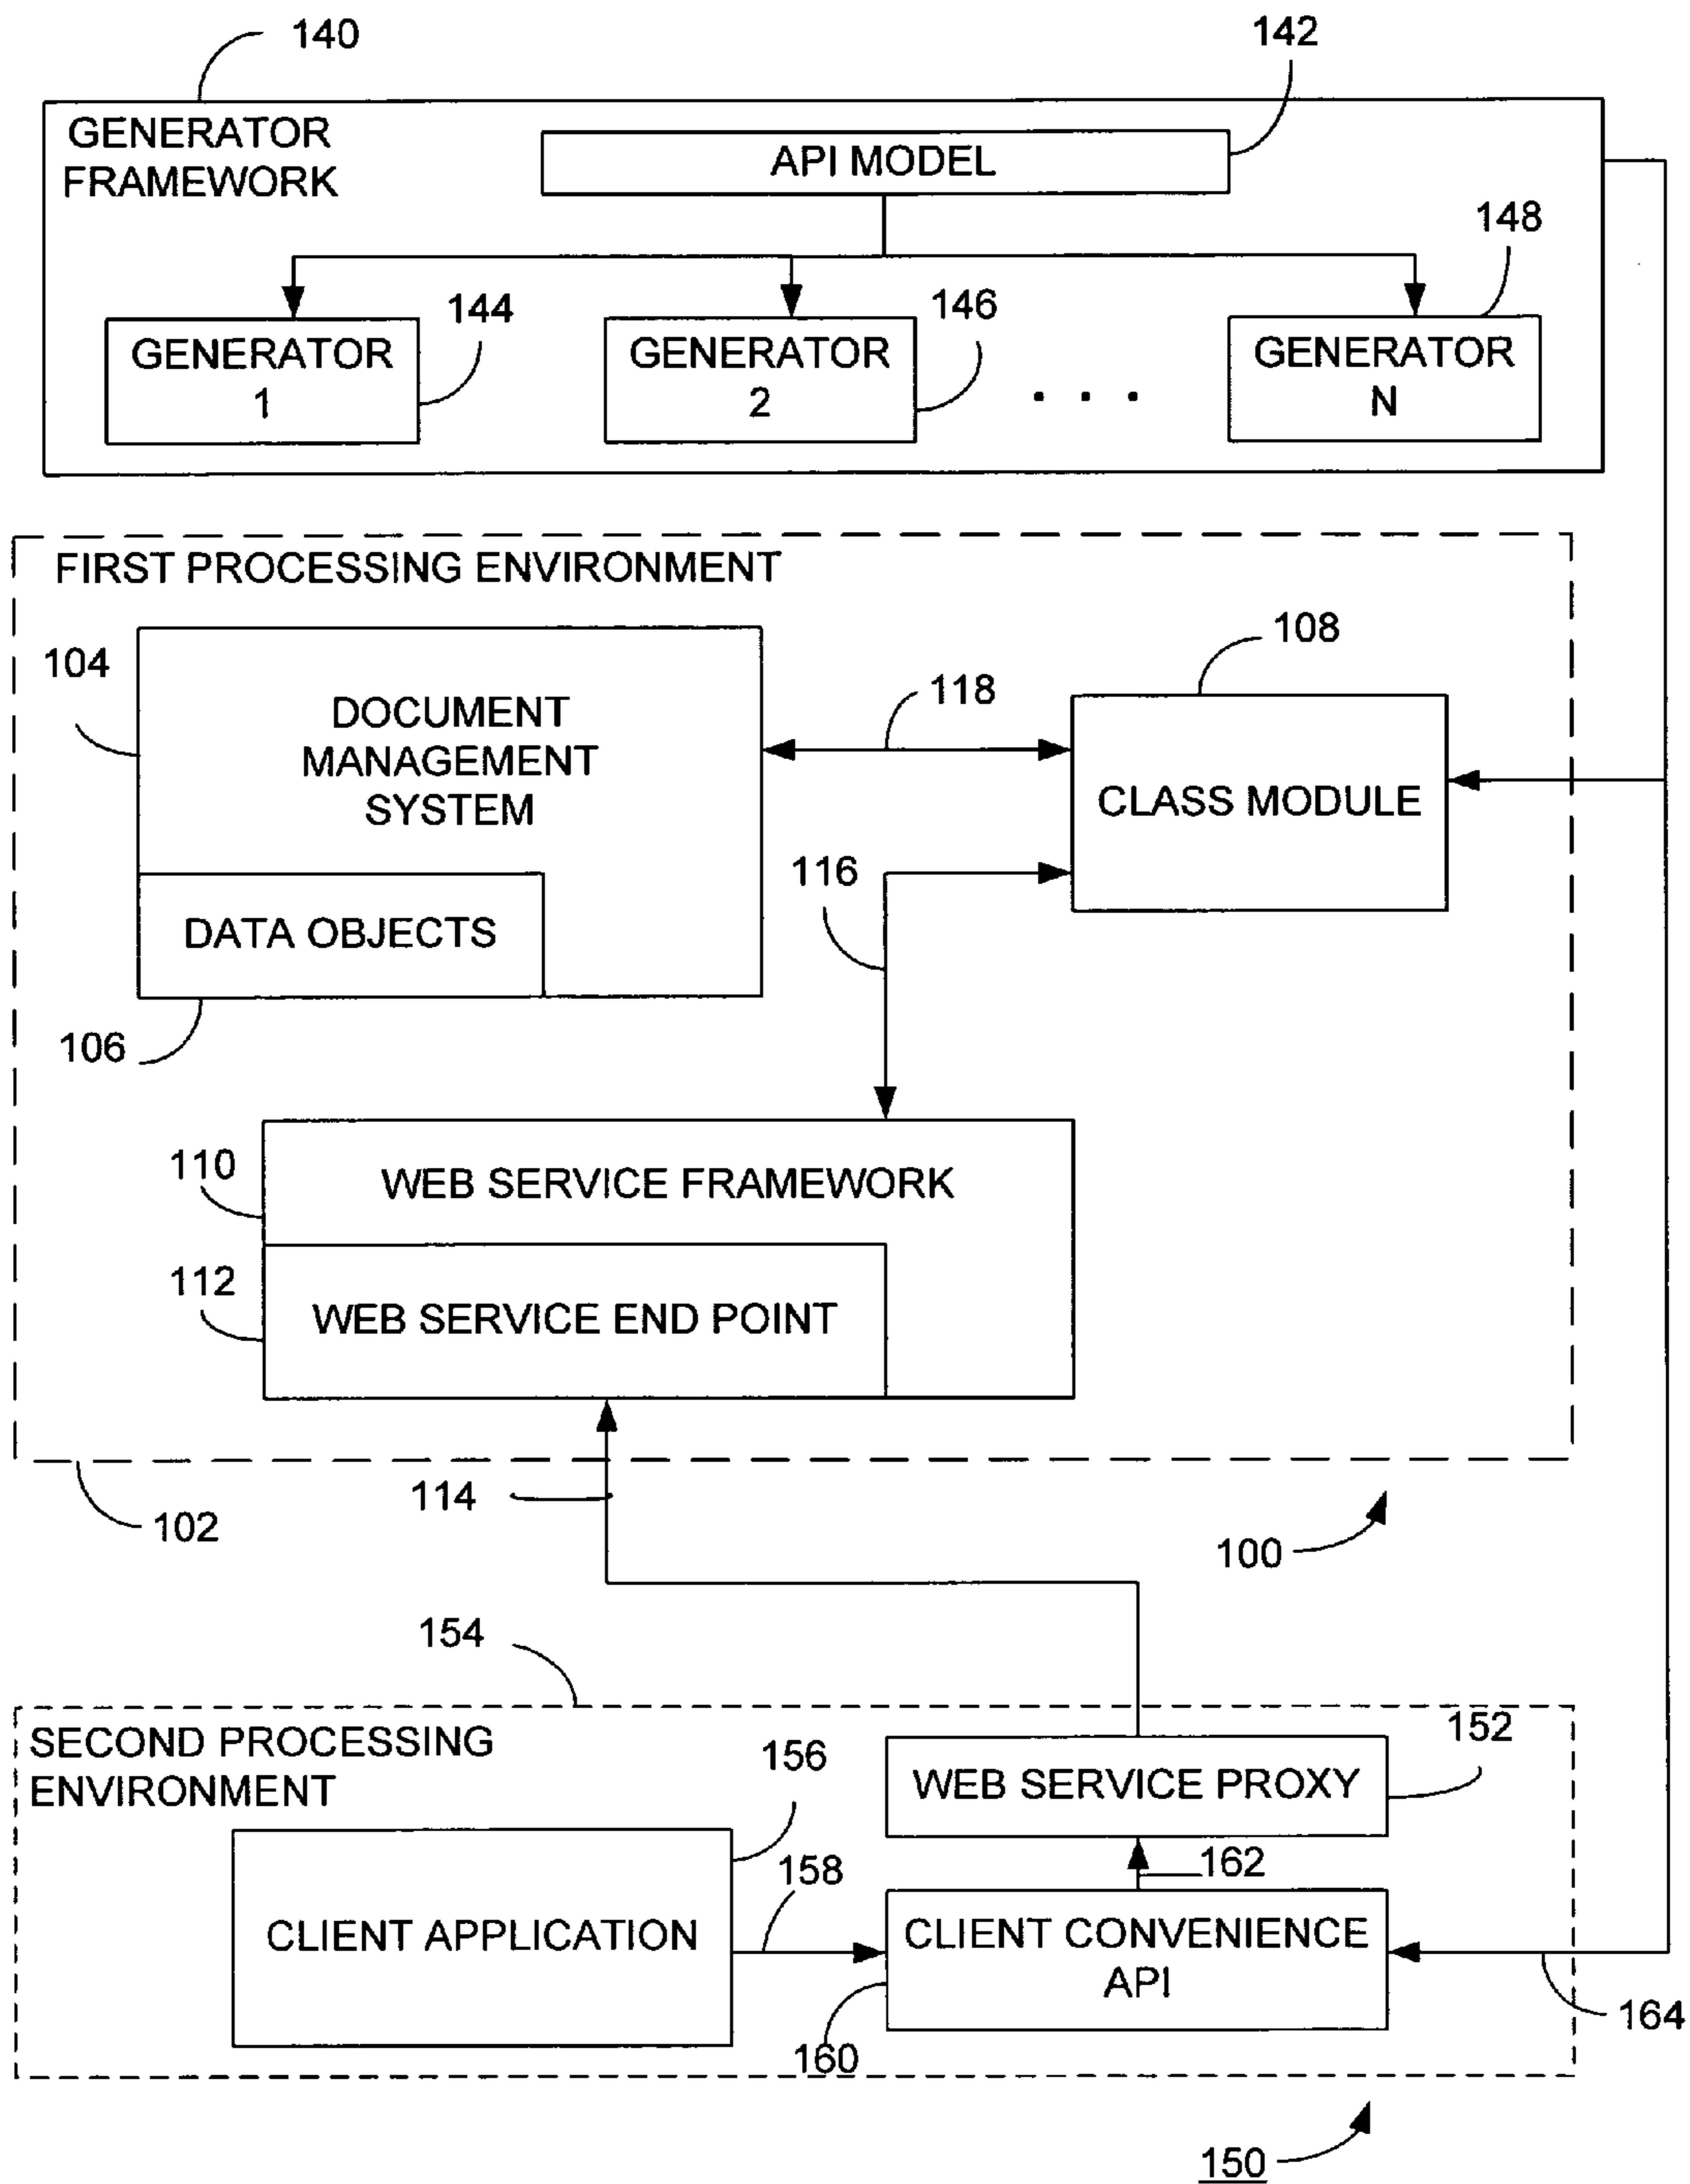 140
142
GENERATOR
FRAMEWORK
API MODEL
148
144
146
GENERATOR
1
GENERATOR
2
. . .
GENERATOR
N
FIRST PROCESSING ENVIRONMENT
108
104
118
DOCUMENT
MANAGEMENT
SYSTEM
CLASS MODULE
116
DATA OBJECTS
106
110
WEB SERVICE FRAMEWORK
112
WEB SERVICE END POINT
114
102
100
154
SECOND PROCESSING
ENVIRONMENT
156
152
WEB SERVICE PROXY
158
162
CLIENT APPLICATION
CLIENT CONVENIENCE
API
164
160
150